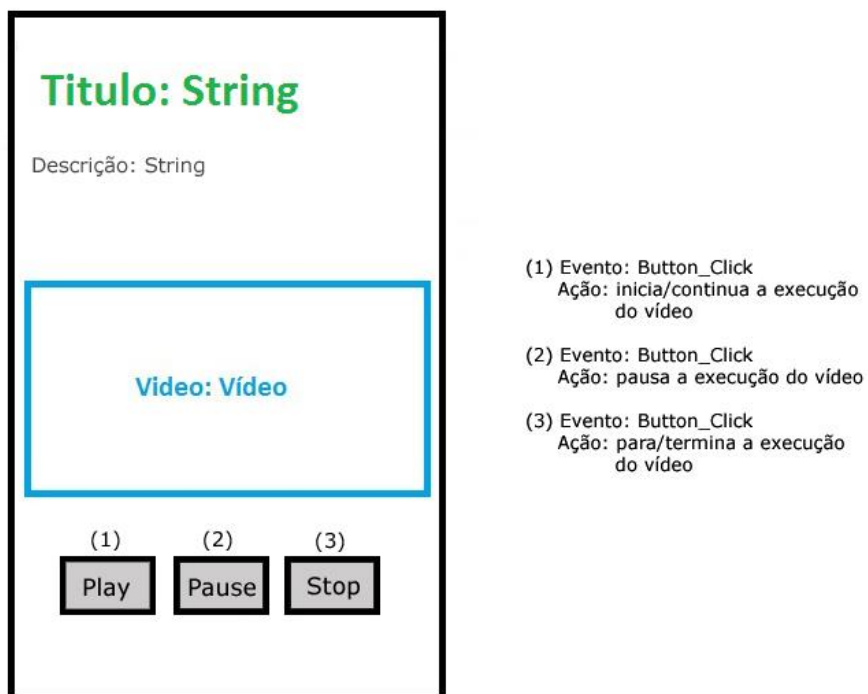 Titulo: String
Descrição: String
Video: Vídeo
(1) (2) (3)
Play Pause Stop
(1) Evento: Button_Click
Ação: inicia/continua a execução
do vídeo
(2) Evento: Button_Click
Ação: pausa a execução do vídeo
(3) Evento: Button_Click
Ação: para/termina a execução
do vídeo